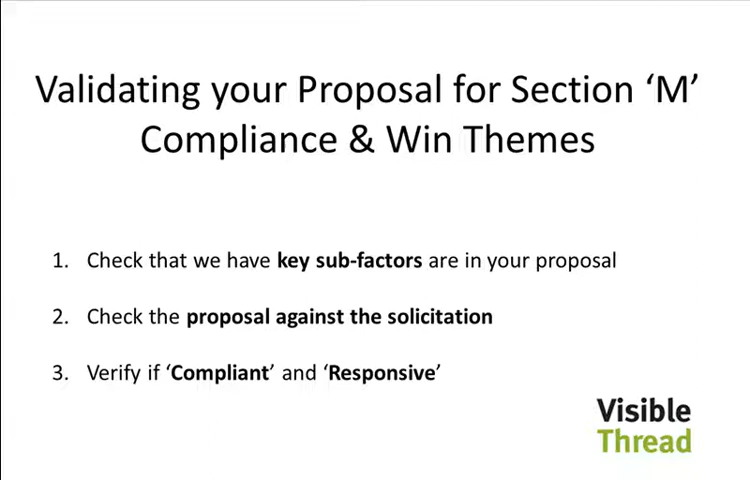 Validating your Proposal for Section ‘M’
Compliance & Win Themes
1. Check that we have key sub-factors are in your proposal
2. Check the proposal against the solicitation
3. Verify if ‘Compliant’ and ‘Responsive’
Visible
Thread